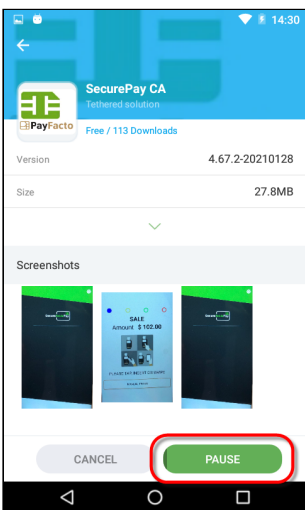 14:30
SecurePay CA
Tethered solution
PayFacto
Free / 113 Downloads
Version 4.67.2-20210128
Size 27.8MB
Screenshots
SALE
Amount $ 102.00
CANCEL PAUSE